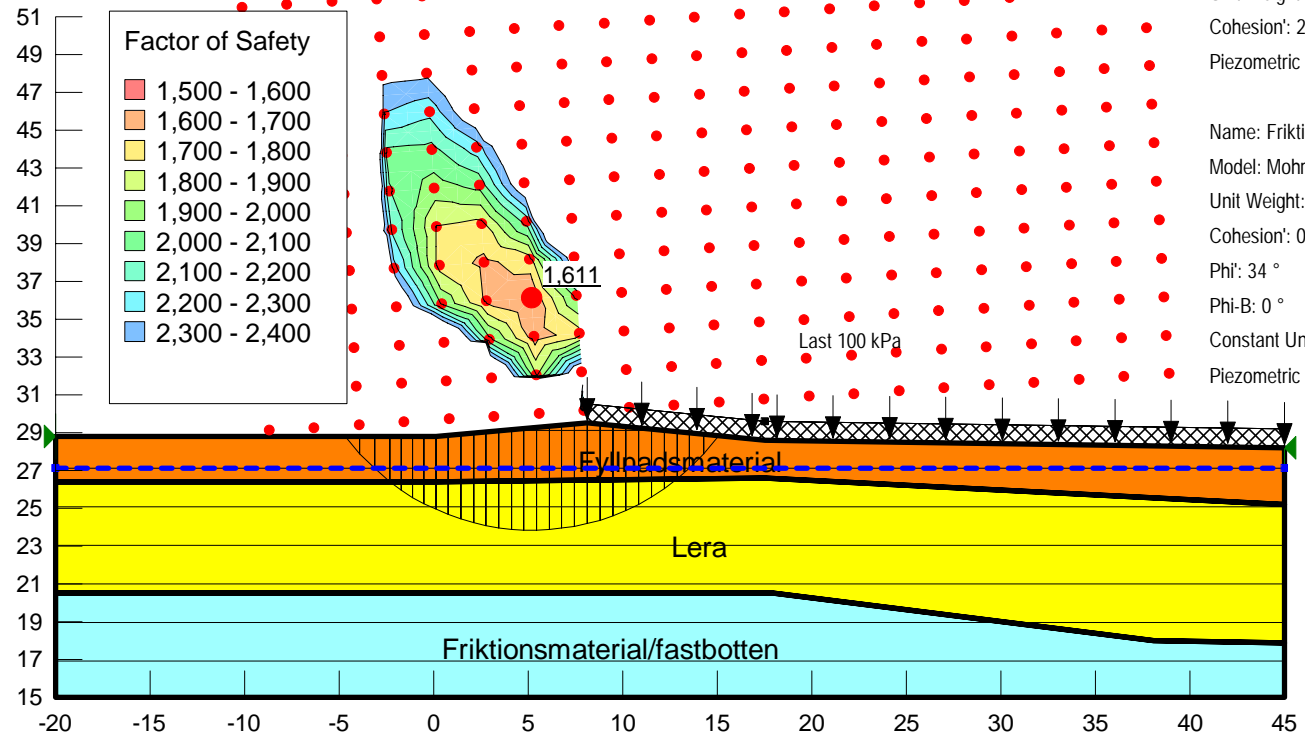 51
49
47
45
43
41
39
37
35
33
31
29
27
25
23
21
19
17
15
Factor of Safety
1,500 - 1,600
1,600 - 1,700
1,700 - 1,800
1,800 - 1,900
1,900 - 2,000
2,000 - 2,100
2,100 - 2,200
2,200 - 2,300
2,300 - 2,400
1,611
Last 100 kPa
Cohesion': 2
Piezometric
Name: Frikti
Model: Mohr
Unit Weight:
Cohesion': 0
Phi': 34 °
Phi-B: 0 °
Constant Un
Piezometric
Fyllnadsmaterial
Lera
Friktionsmaterial/fastbotten
-20 -15 -10 -5 0 5 10 15 20 25 30 35 40 45